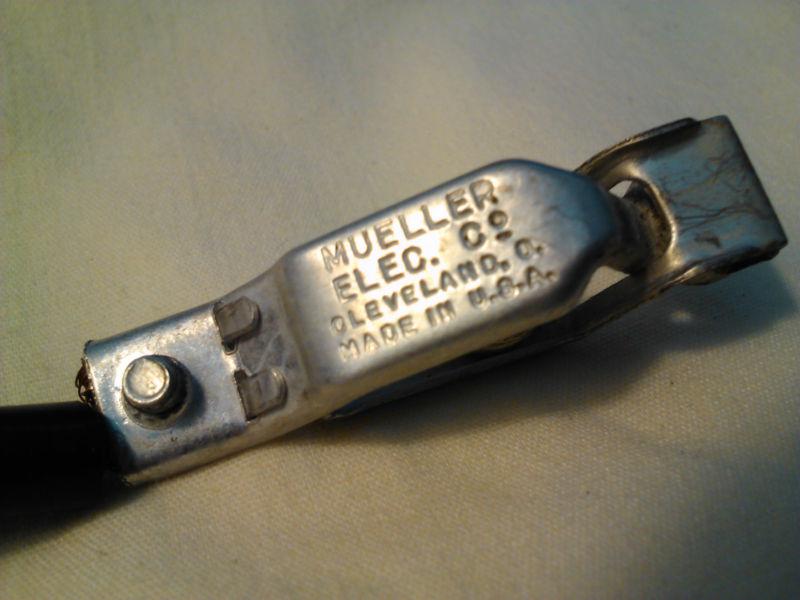 MUELLER
ELEC. Co
CLEVELAND. O.
MADE IN U.S.A.